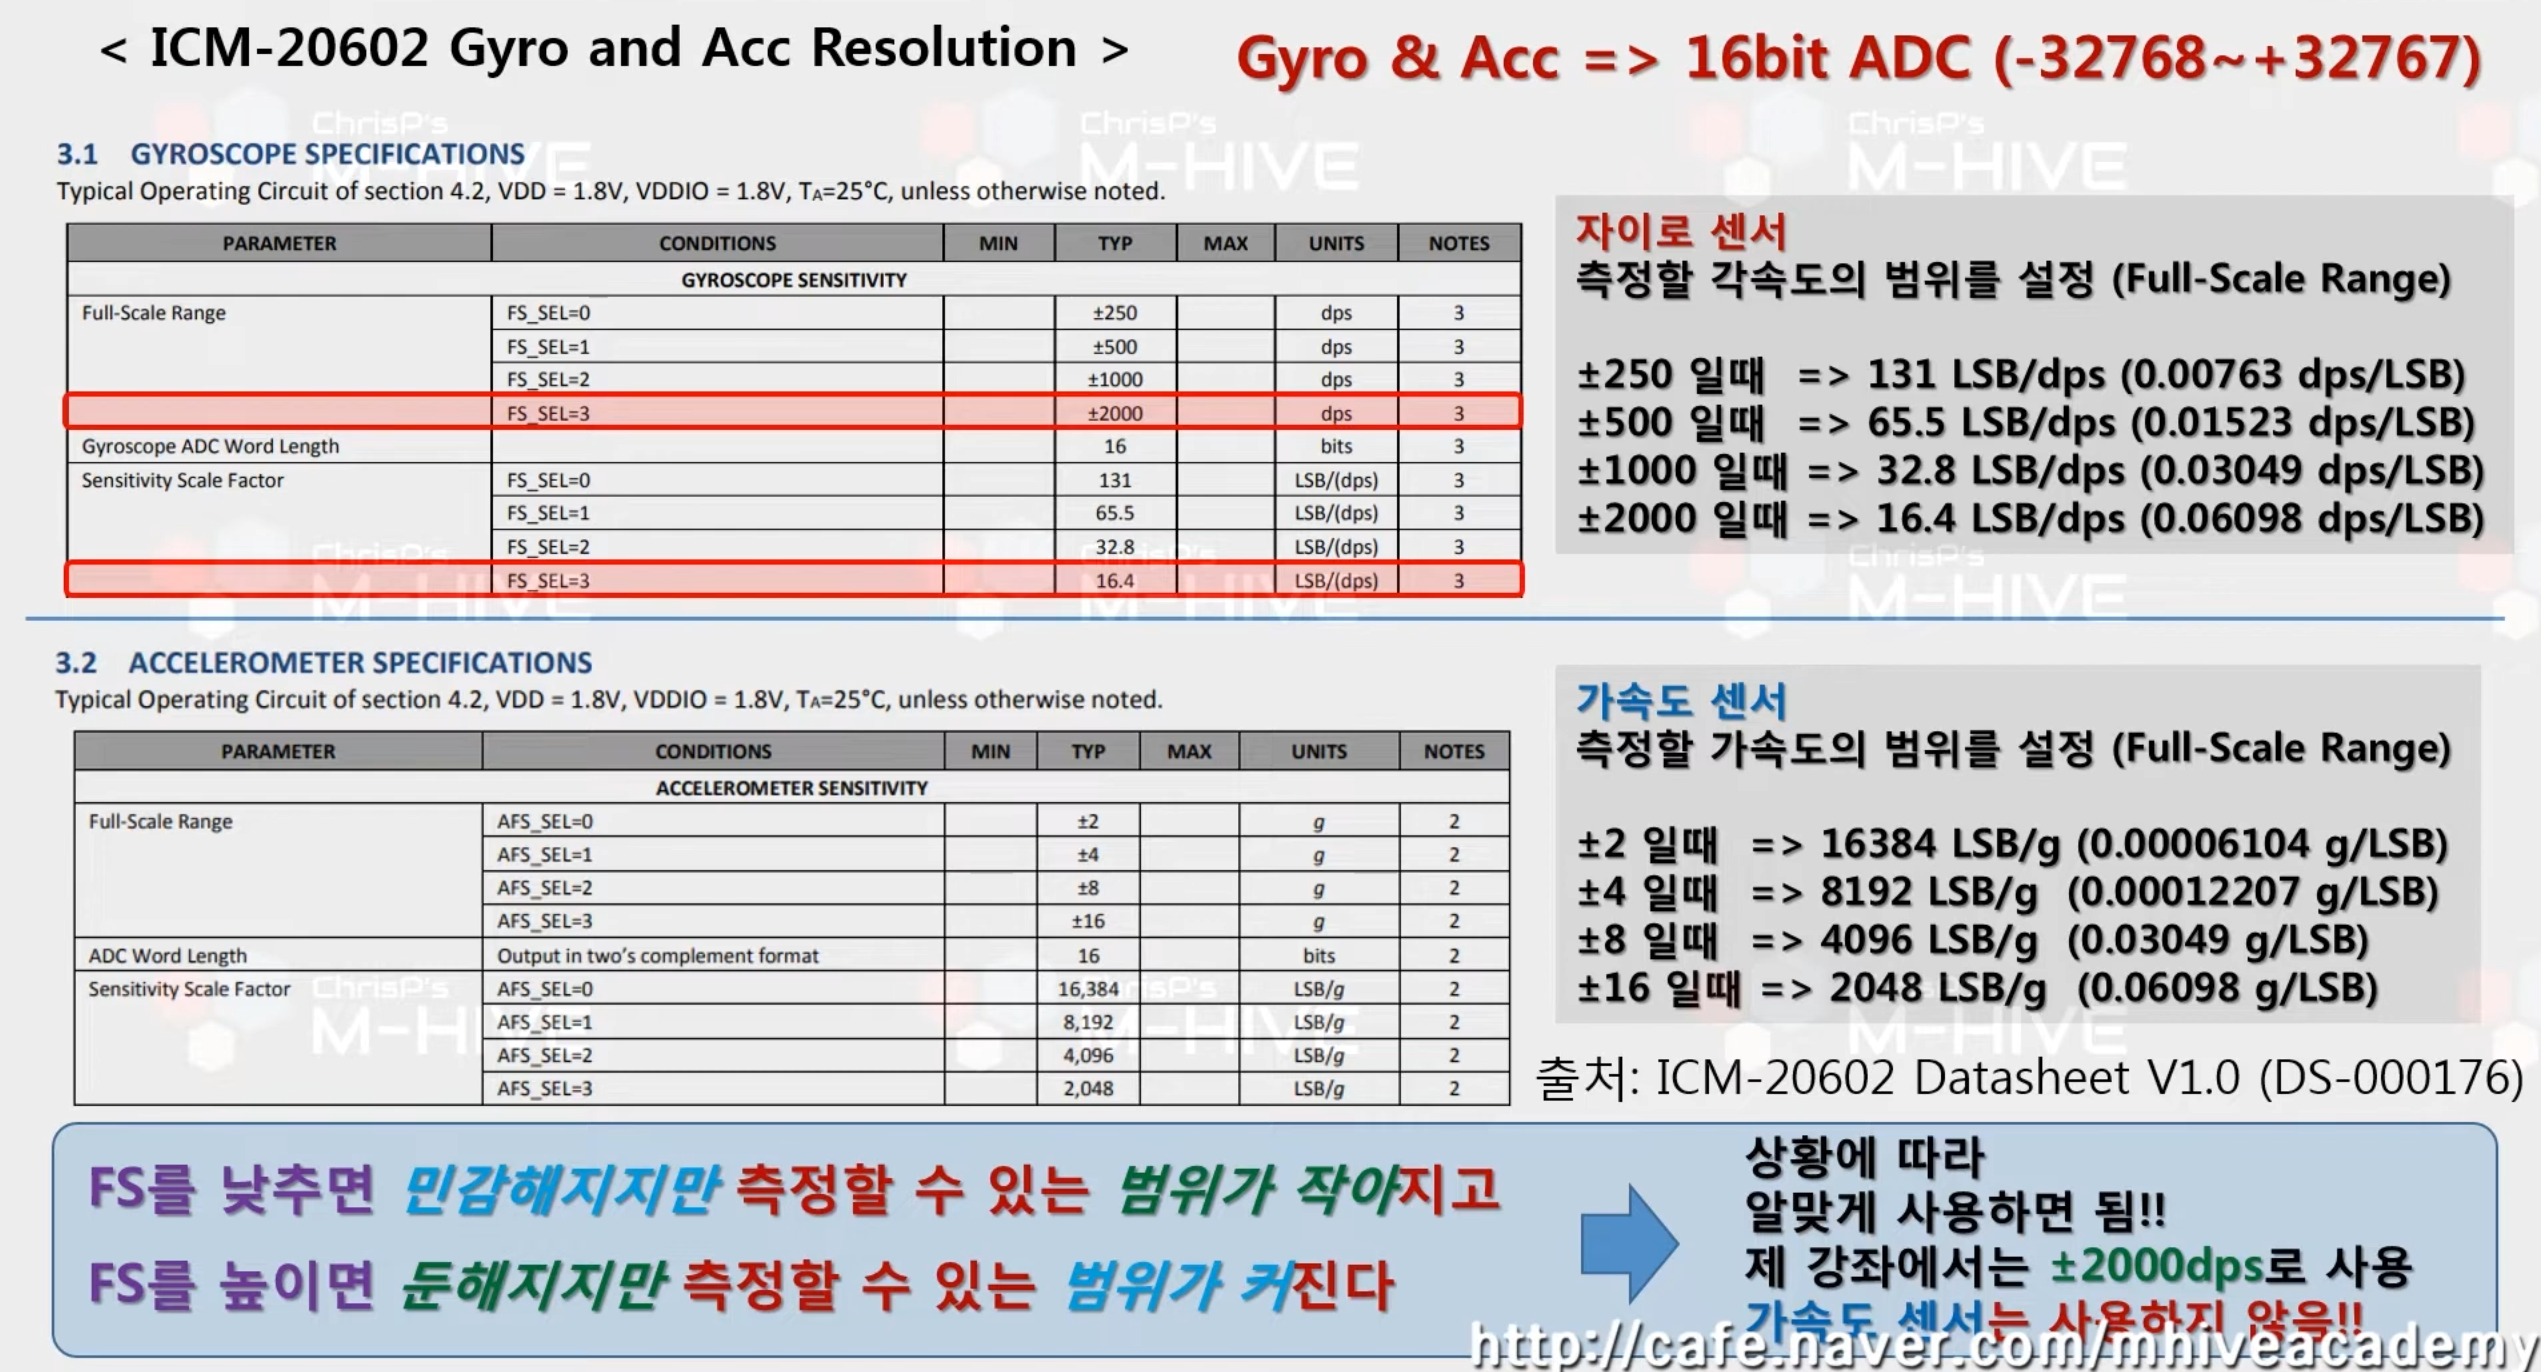 < ICM-20602 Gyro and Acc Resolution >
Gyro & Acc => 16bit ADC (-32768~+32767)
3.1 GYROSCOPE SPECIFICATIONS
Typical Operating Circuit of section 4.2, VDD = 1.8V, VDDIO = 1.8V, TA=25°C, unless otherwise noted.
PARAMETER CONDITIONS MIN TYP MAX UNITS NOTES
GYROSCOPE SENSITIVITY
Full-Scale Range FS_SEL=0 ±250 dps 3
FS_SEL=1 ±500 dps 3
FS_SEL=2 ±1000 dps 3
FS_SEL=3 ±2000 dps 3
Gyroscope ADC Word Length 16 bits 3
Sensitivity Scale Factor FS_SEL=0 131 LSB/(dps) 3
FS_SEL=1 65.5 LSB/(dps) 3
FS_SEL=2 32.8 LSB/(dps) 3
FS_SEL=3 16.4 LSB/(dps) 3
자이로 센서
측정할 각속도의 범위를 설정 (Full-Scale Range)
±250 일때 => 131 LSB/dps (0.00763 dps/LSB)
±500 일때 => 65.5 LSB/dps (0.01523 dps/LSB)
±1000 일때 => 32.8 LSB/dps (0.03049 dps/LSB)
±2000 일때 => 16.4 LSB/dps (0.06098 dps/LSB)
3.2 ACCELEROMETER SPECIFICATIONS
Typical Operating Circuit of section 4.2, VDD = 1.8V, VDDIO = 1.8V, TA=25°C, unless otherwise noted.
PARAMETER CONDITIONS MIN TYP MAX UNITS NOTES
ACCELEROMETER SENSITIVITY
Full-Scale Range AFS_SEL=0 ±2 g 2
AFS_SEL=1 ±4 g 2
AFS_SEL=2 ±8 g 2
AFS_SEL=3 ±16 g 2
ADC Word Length Output in two's complement format 16 bits 2
Sensitivity Scale Factor AFS_SEL=0 16,384 LSB/g 2
AFS_SEL=1 8,192 LSB/g 2
AFS_SEL=2 4,096 LSB/g 2
AFS_SEL=3 2,048 LSB/g 2
가속도 센서
측정할 가속도의 범위를 설정 (Full-Scale Range)
±2 일때 => 16384 LSB/g (0.00006104 g/LSB)
±4 일때 => 8192 LSB/g (0.00012207 g/LSB)
±8 일때 => 4096 LSB/g (0.03049 g/LSB)
±16 일때 => 2048 LSB/g (0.06098 g/LSB)
출처: ICM-20602 Datasheet V1.0 (DS-000176)
FS를 낮추면 민감해지지만 측정할 수 있는 범위가 작아지고
FS를 높이면 둔해지지만 측정할 수 있는 범위가 커진다
상황에 따라
알맞게 사용하면 됨!!
제 강좌에서는 ±2000dps로 사용
가속도 센서는 사용하지 않음!!
http://cafe.naver.com/mhiveacademy
ChrisP's
M-HIVE
ChrisP's
M-HIVE
ChrisP's
M-HIVE
ChrisP's
M-HIVE
ChrisP's
M-HIVE
ChrisP's
M-HIVE
ChrisP's
M-HIVE
ChrisP's
M-HIVE
M-HIVE